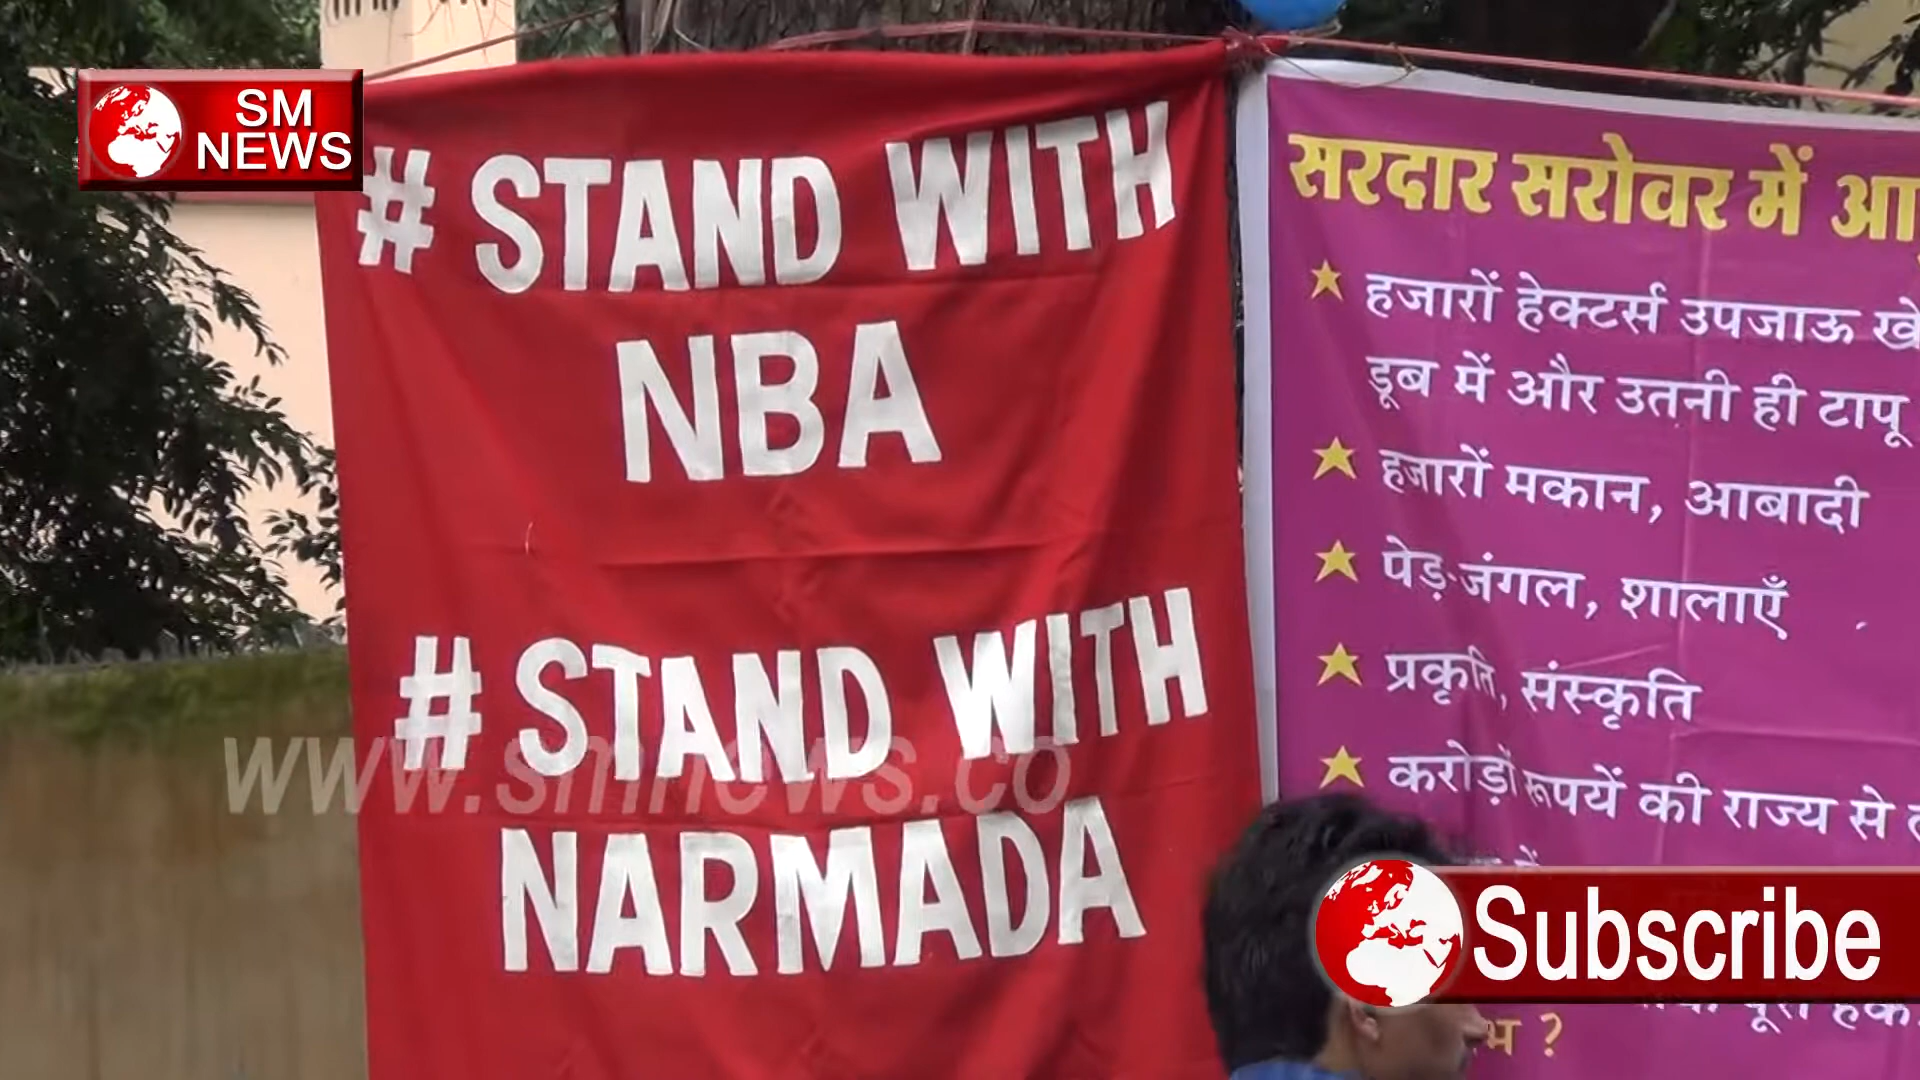 SM
NEWS
# STAND WITH
NBA
# STAND WITH
www.smnews.co
NARMADA
सरदार सरोवर में
हजारों हेक्टर्स उपजाऊ
डूब में और उतनी ही टापू
हजारों मकान, आबादी
पेड़-जंगल, शालाएँ
प्रकृति, संस्कृति
करोड़ों रूपयें की राज्य से
Subscribe